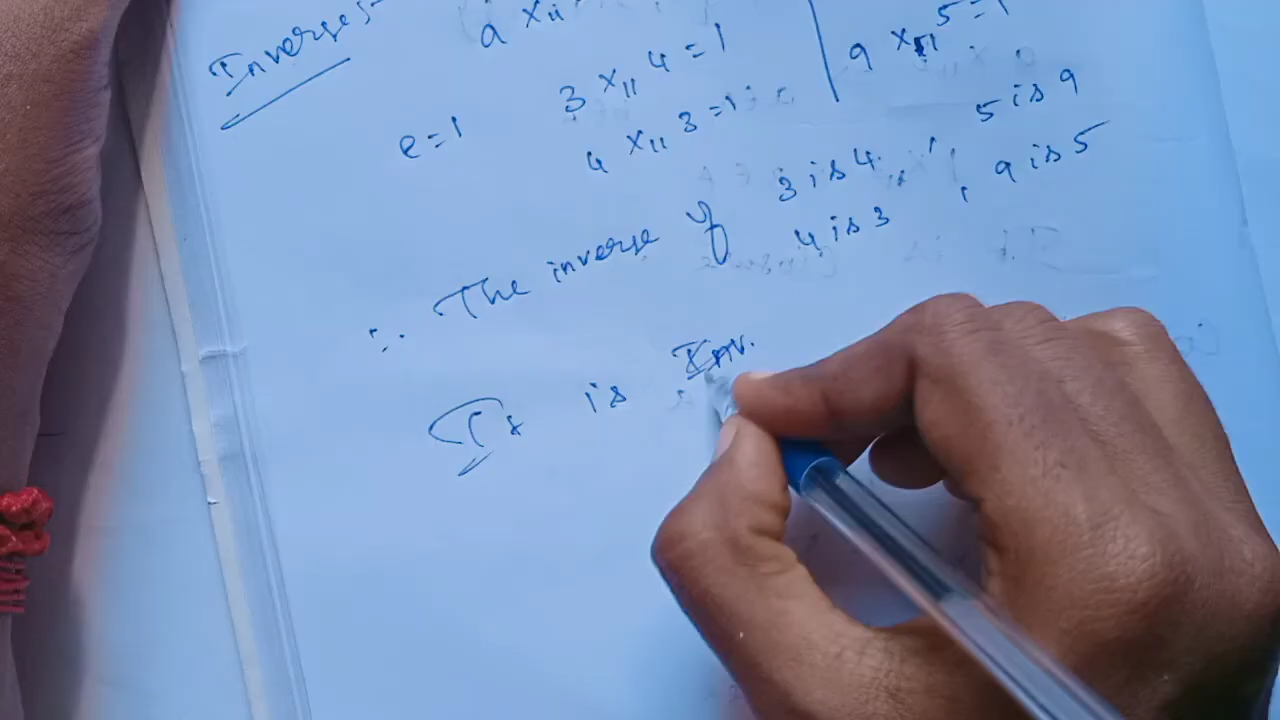 Inverse:- a x₁₁
3 x₁₁ 4 = 1 | 9 x₁₁ 5 = 1
e = 1 4 x₁₁ 3 = 1
∴ The inverse of 3 is 4, 5 is 9
4 is 3, 9 is 5
It is Inv.